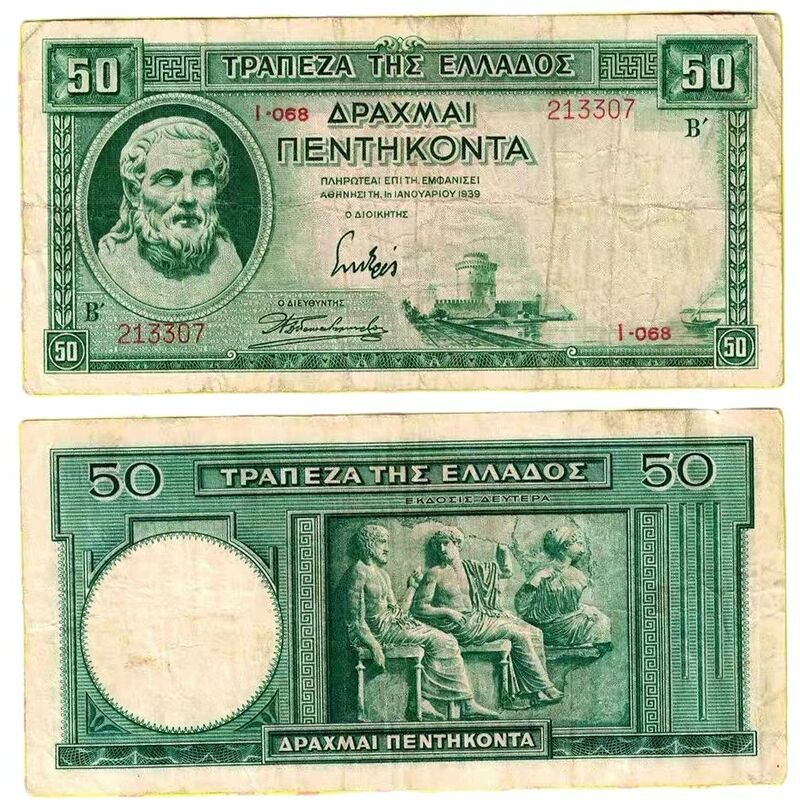 50 ΤΡΑΠΕΖΑ ΤΗΣ ΕΛΛΑΔΟΣ 50
Ι·068 ΔΡΑΧΜΑΙ 213307
ΠΕΝΤΗΚΟΝΤΑ Β΄
ΠΛΗΡΩΤΕΑΙ ΕΠΙ ΤΗ, ΕΜΦΑΝΙΣΕΙ
ΑΘΗΝΗΣΙ ΤΗ, 1η ΙΑΝΟΥΑΡΙΟΥ 1939
Ο ΔΙΟΙΚΗΤΗΣ
Ο ΔΙΕΥΘΥΝΤΗΣ
Β΄ 213307 Ι·068
50 50
50 ΤΡΑΠΕΖΑ ΤΗΣ ΕΛΛΑΔΟΣ 50
ΕΚΔΟΣΙΣ ΔΕΥΤΕΡΑ
ΔΡΑΧΜΑΙ ΠΕΝΤΗΚΟΝΤΑ